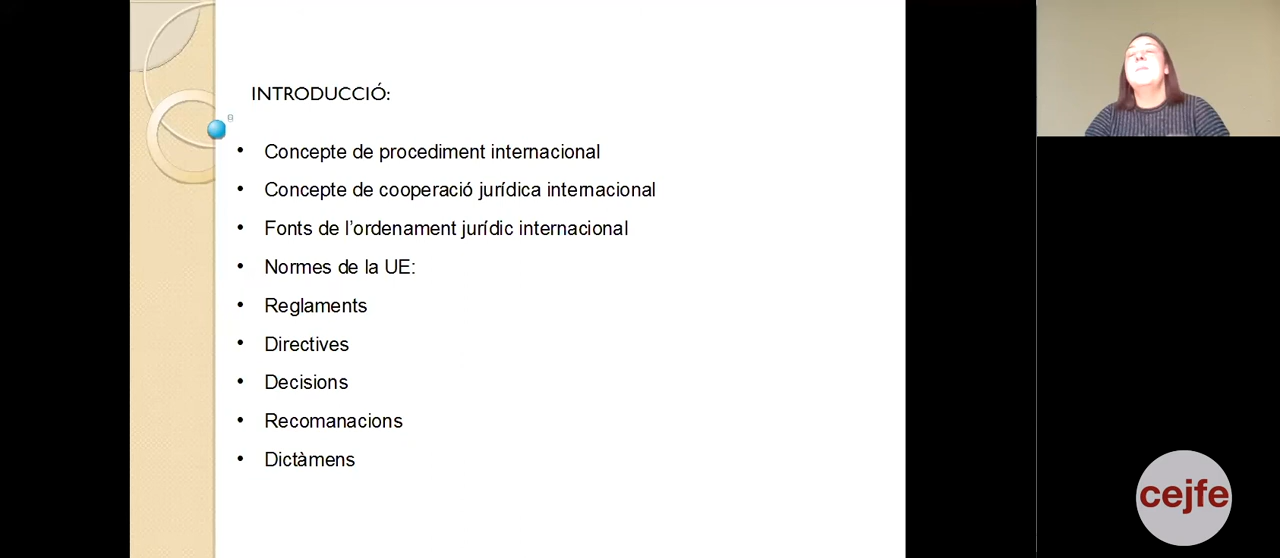 INTRODUCCIÓ:
9
• Concepte de procediment internacional
• Concepte de cooperació jurídica internacional
• Fonts de l’ordenament jurídic internacional
• Normes de la UE:
• Reglaments
• Directives
• Decisions
• Recomanacions
• Dictàmens
cejfe